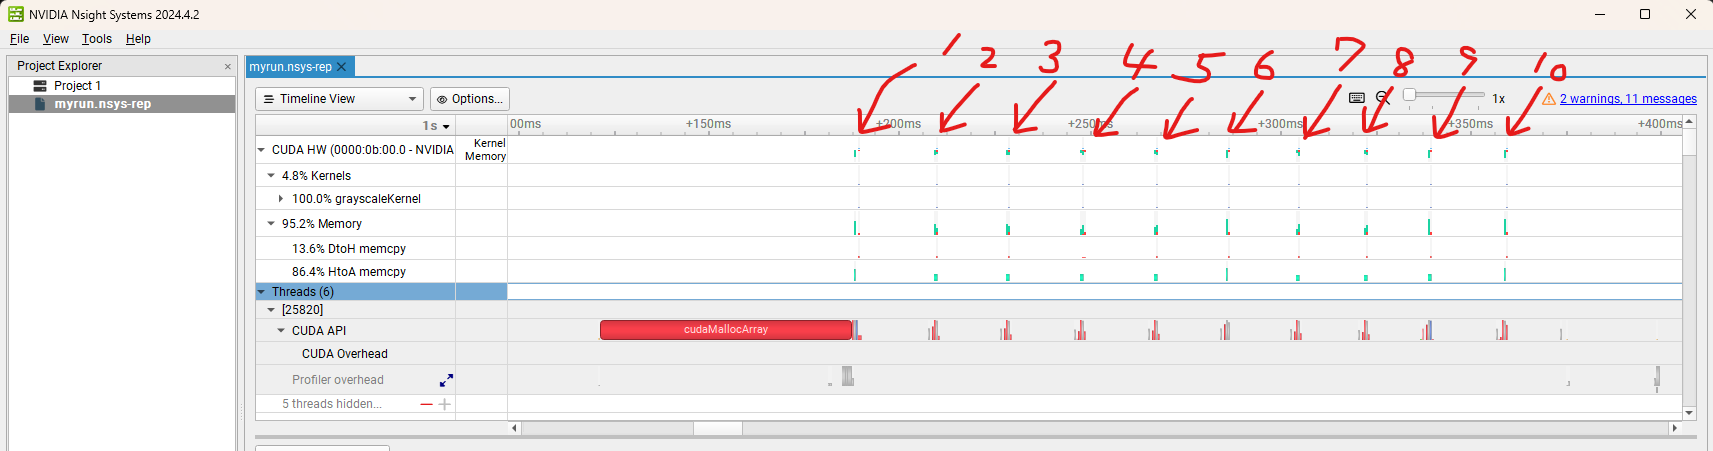 NVIDIA Nsight Systems 2024.4.2
File View Tools Help
Project Explorer
Project 1
myrun.nsys-rep
myrun.nsys-rep
1 2 3 4 5 6 7 8 9 10
Timeline View
Options...
1x
2 warnings, 11 messages
1s
00ms +150ms +200ms +250ms +300ms +350ms +400ms
CUDA HW (0000:0b:00.0 - NVIDIA
Kernel
Memory
4.8% Kernels
100.0% grayscaleKernel
95.2% Memory
13.6% DtoH memcpy
86.4% HtoA memcpy
Threads (6)
[25820]
CUDA API
cudaMallocArray
CUDA Overhead
Profiler overhead
5 threads hidden...